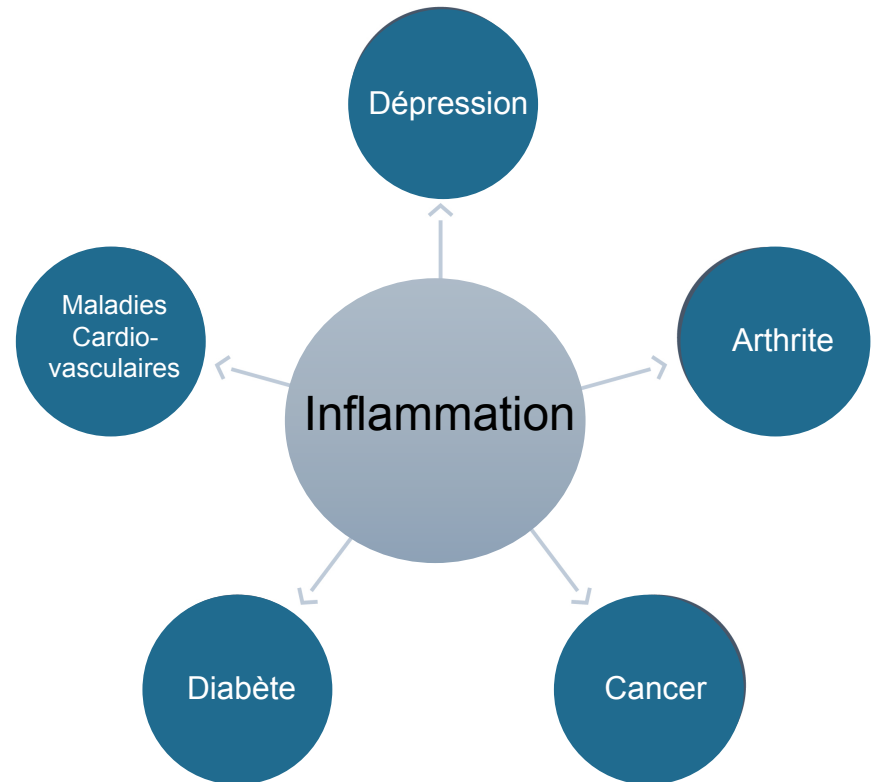 Dépression
Maladies
Cardio-
vasculaires
Arthrite
Inflammation
Diabète
Cancer